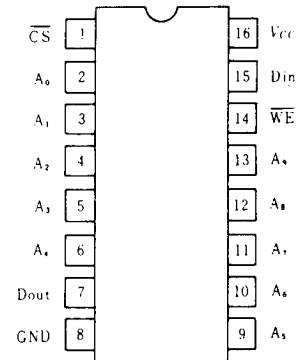 CS 1 16 Vcc
A₀ 2 15 Din
A₁ 3 14 WE
A₂ 4 13 A₉
A₃ 5 12 A₈
A₄ 6 11 A₇
Dout 7 10 A₆
GND 8 9 A₅